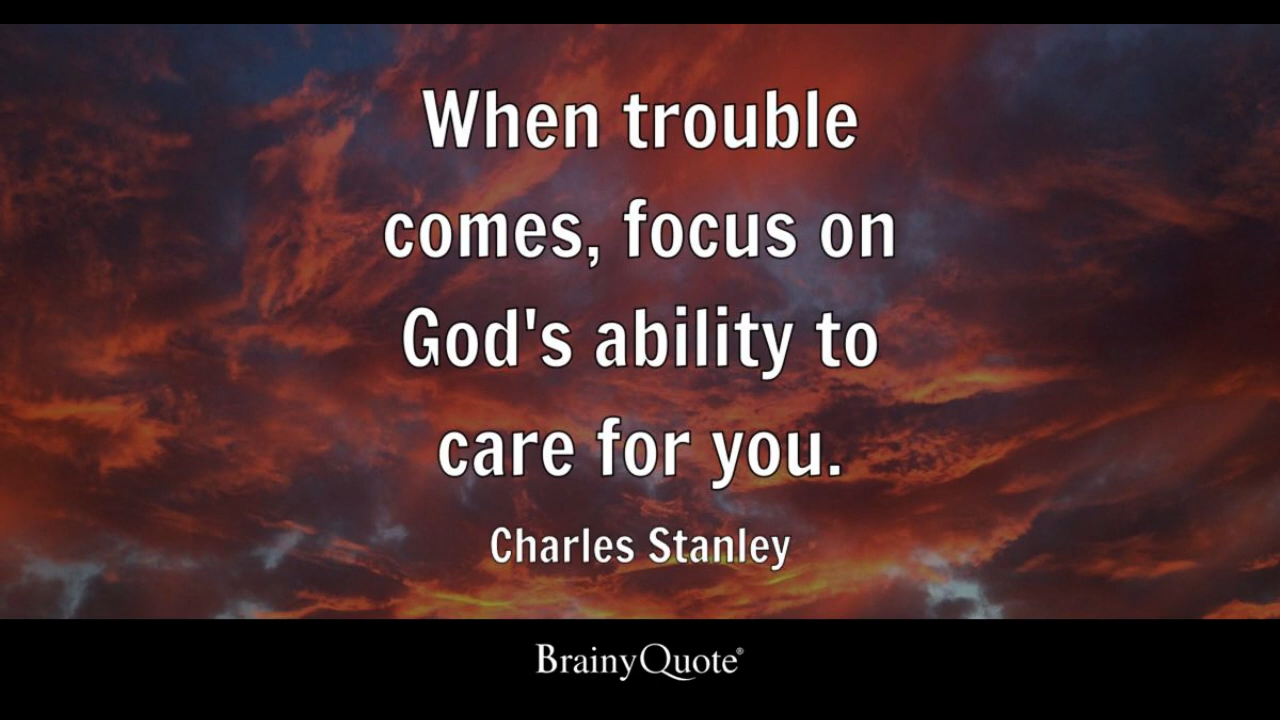 When trouble
comes, focus on
God's ability to
care for you.
Charles Stanley
BrainyQuote®